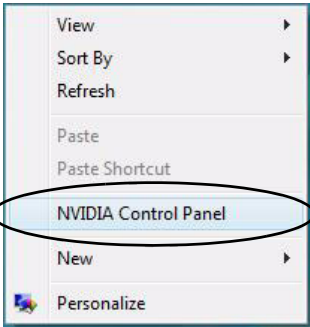 View
Sort By
Refresh
Paste
Paste Shortcut
NVIDIA Control Panel
New
Personalize